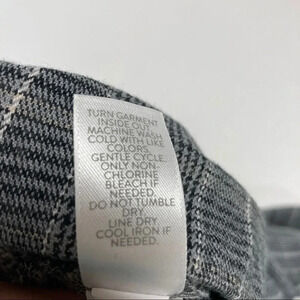 TURN GARMENT
INSIDE OUT
MACHINE WASH
COLD WITH LIKE
COLORS,
GENTLE CYCLE.
ONLY NON
CHLORINE
BLEACH IF
NEEDED.
DO NOT TUMBLE
DRY
LINE DRY
COOL IRON IF
NEEDED.